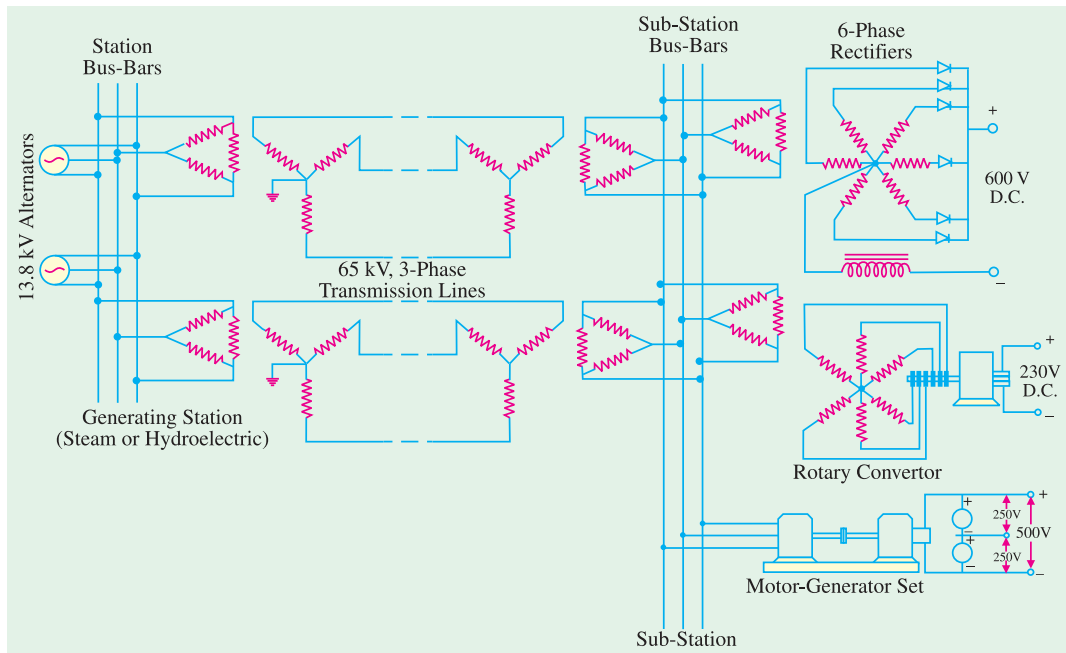 Station
Bus-Bars
Sub-Station
Bus-Bars
6-Phase
Rectifiers
+
600 V
D.C.
−
13.8 kV Alternators
65 kV, 3-Phase
Transmission Lines
+
230V
D.C.
−
Generating Station
(Steam or Hydroelectric)
Rotary Convertor
+
+
250V
500V
−
+
250V
−
−
Motor-Generator Set
Sub-Station